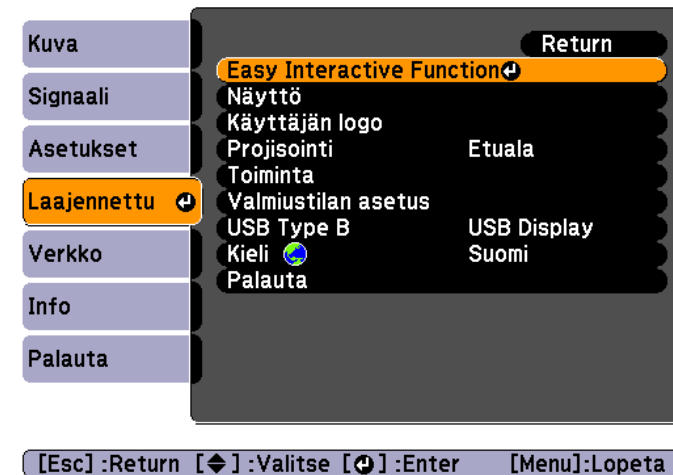 Kuva
Signaali
Asetukset
Laajennettu
Verkko
Info
Palauta
Return
Easy Interactive Function
Näyttö
Käyttäjän logo
Projisointi Etuala
Toiminta
Valmiustilan asetus
USB Type B USB Display
Kieli Suomi
Palauta
[Esc] :Return [ ] :Valitse [ ] :Enter [Menu]:Lopeta